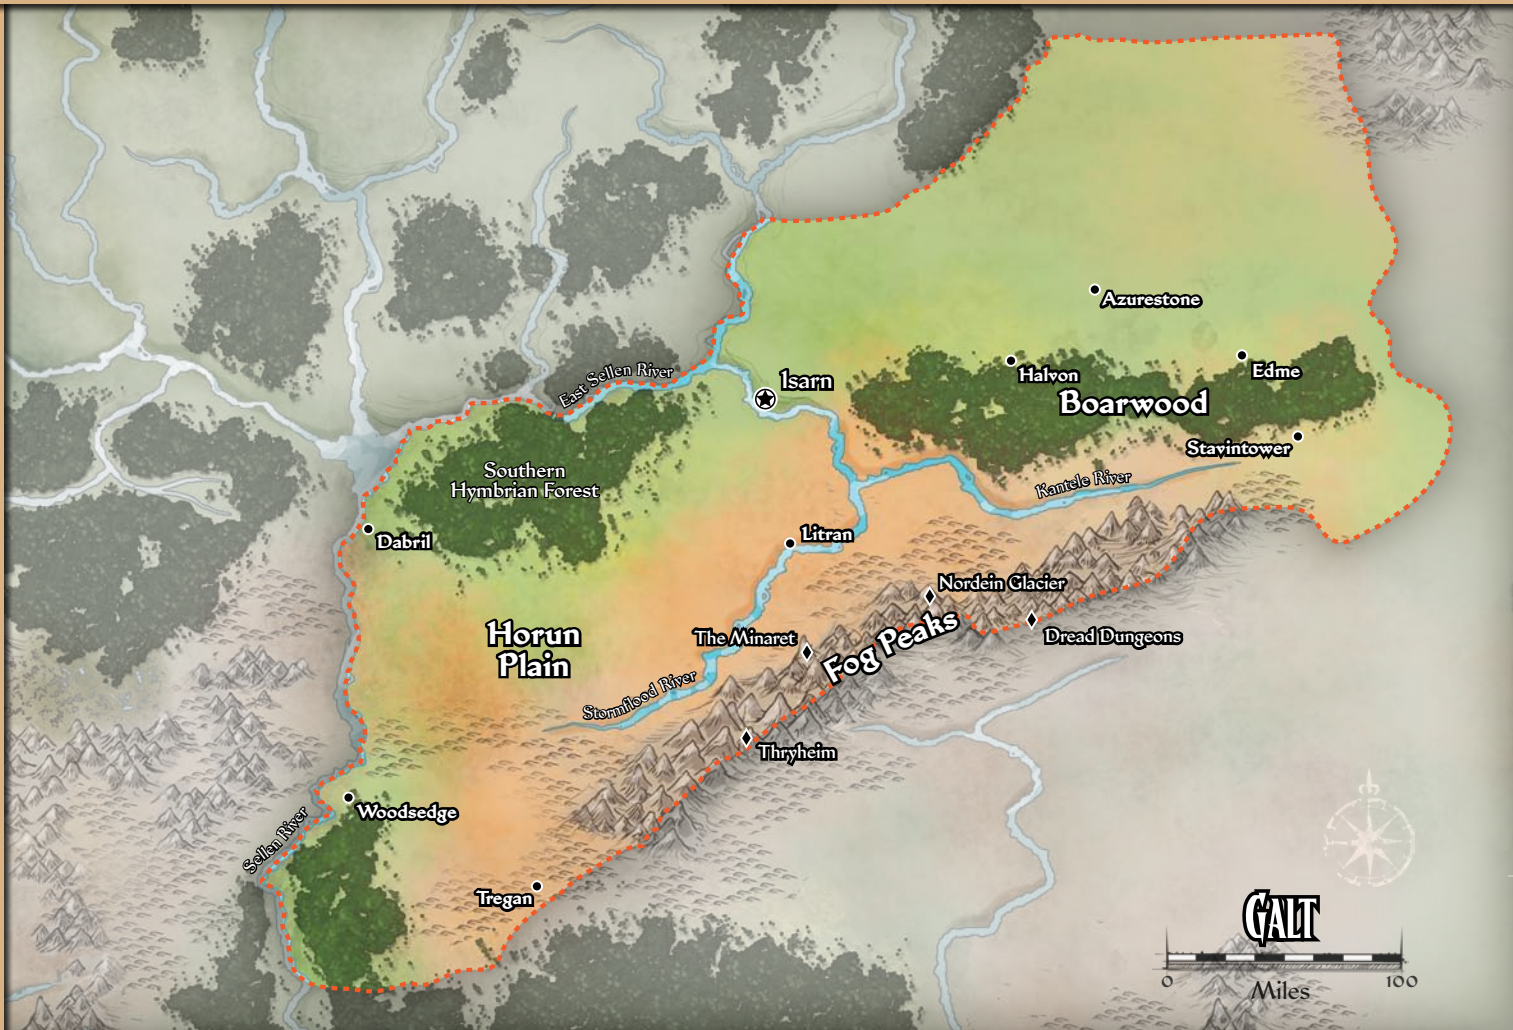 Azurestone
Halvon
Edme
East Sellen River
Isarn
Boarwood
Stavintower
Southern
Hymbrian Forest
Kantele River
Dabril
Litran
Nordein Glacier
Horun
Plain
The Minaret
Fog Peaks
Dread Dungeons
Stormflood River
Thryheim
Woodsedge
Sellen River
Tregan
GALT
0 100
Miles